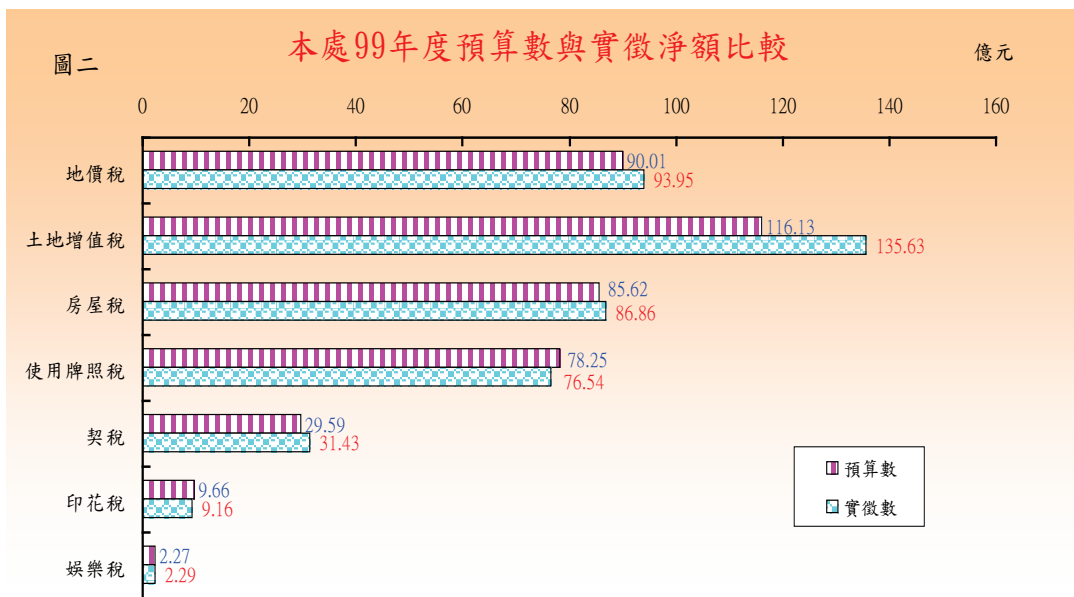 本處99年度預算數與實徵淨額比較
圖二
億元
0 20 40 60 80 100 120 140 160
地價稅
90.01
93.95
土地增值稅
116.13
135.63
房屋稅
85.62
86.86
使用牌照稅
78.25
76.54
契稅
29.59
31.43
印花稅
9.66
9.16
娛樂稅
2.27
2.29
預算數
實徵數